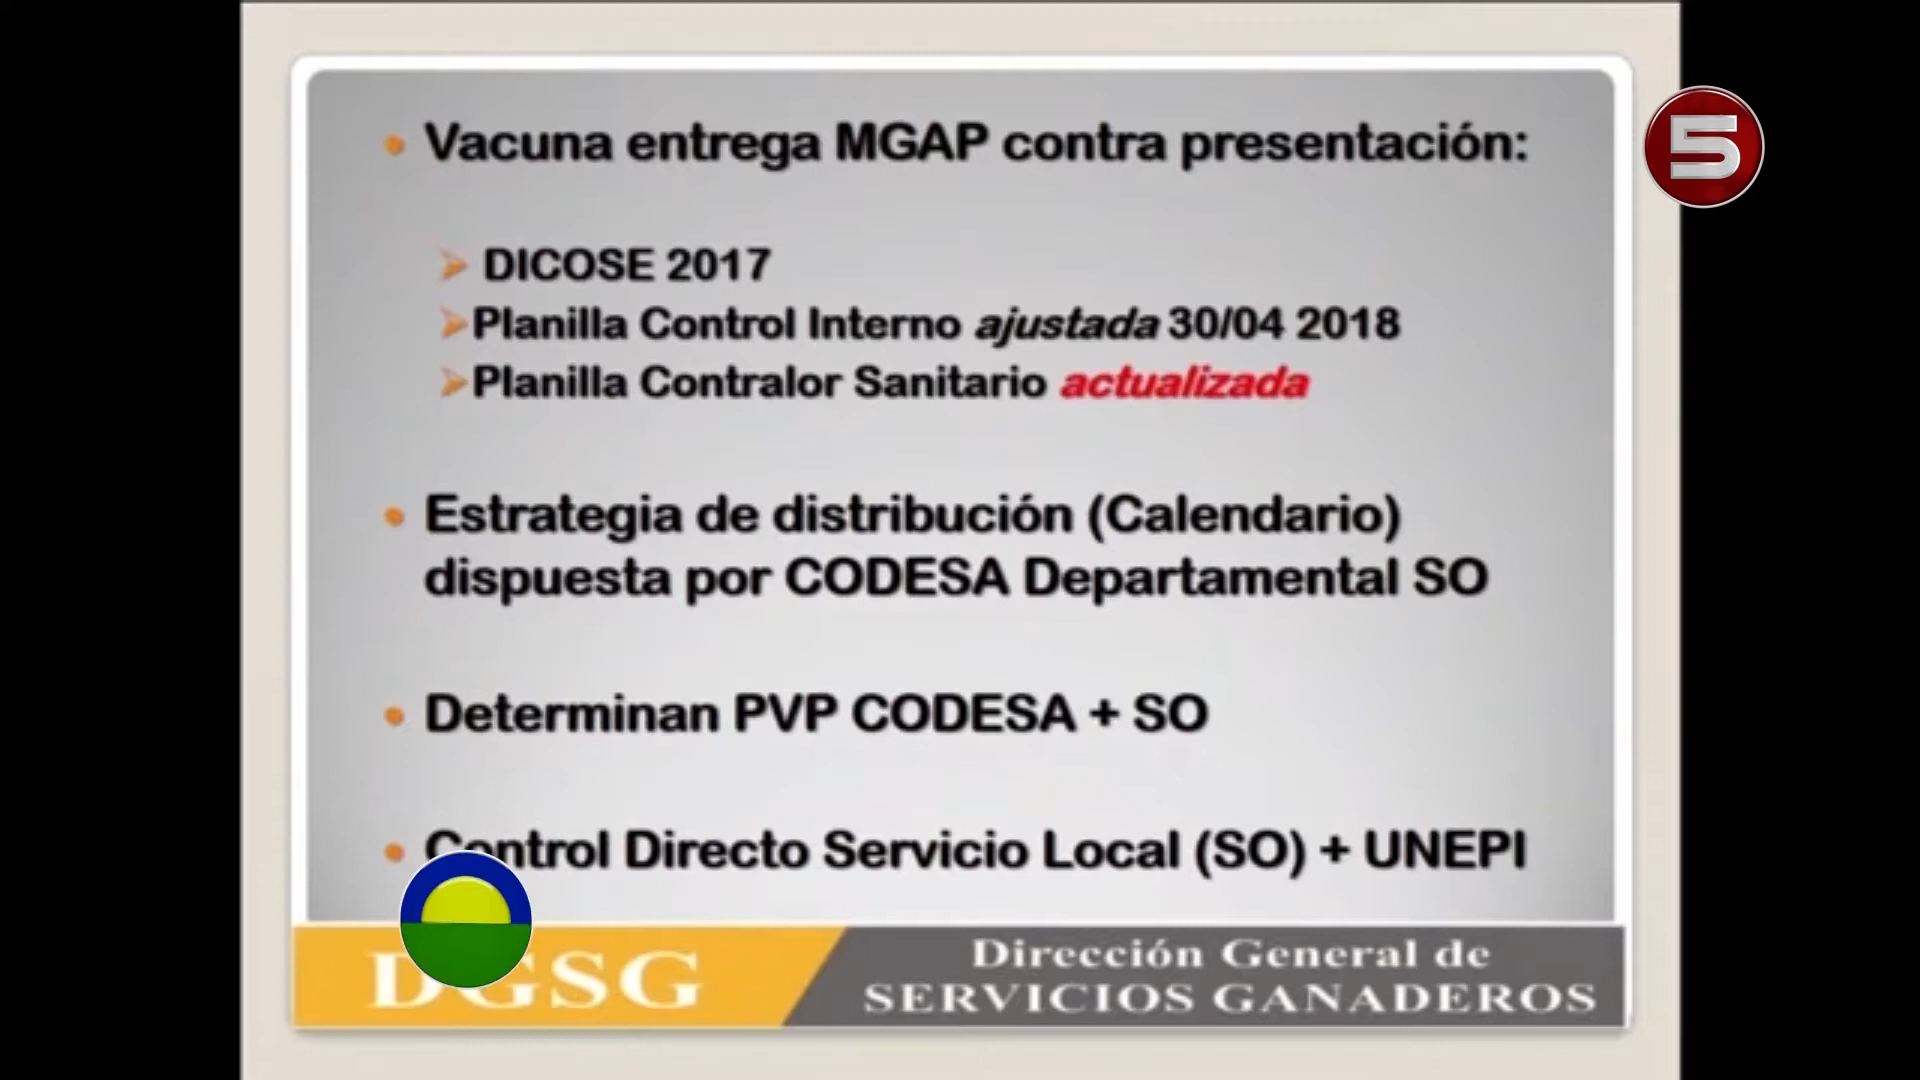 Vacuna entrega MGAP contra presentación:
DICOSE 2017
Planilla Control Interno ajustada 30/04 2018
Planilla Contralor Sanitario actualizada
Estrategia de distribución (Calendario)
dispuesta por CODESA Departamental SO
Determinan PVP CODESA + SO
Control Directo Servicio Local (SO) + UNEPI
DGSG
Dirección General de
SERVICIOS GANADEROS
5